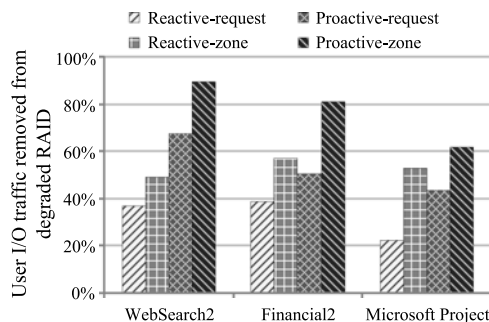 Reactive-request
Proactive-request
Reactive-zone
Proactive-zone
User I/O traffic removed from
degraded RAID
100%
80%
60%
40%
20%
0%
WebSearch2
Financial2
Microsoft Project